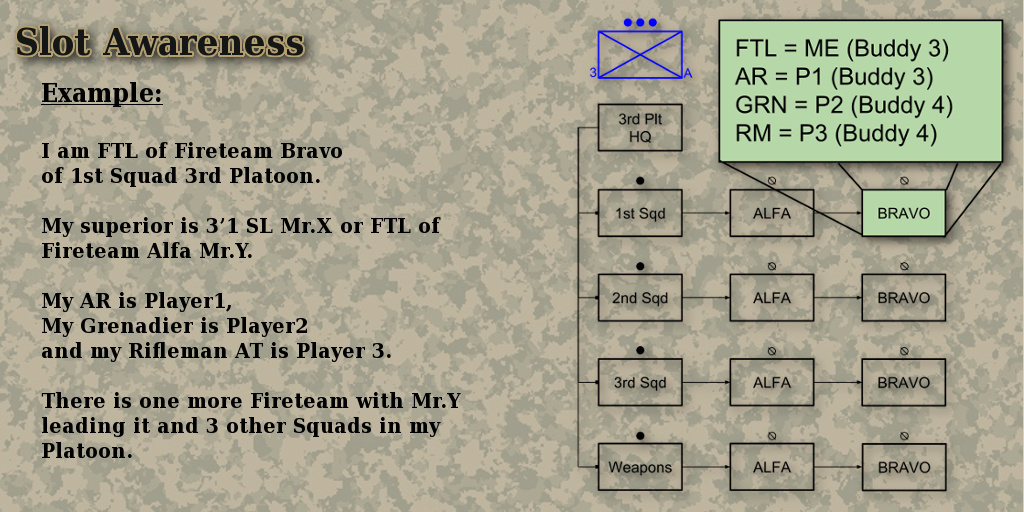 Slot Awareness
Example:
I am FTL of Fireteam Bravo
of 1st Squad 3rd Platoon.
My superior is 3’1 SL Mr.X or FTL of
Fireteam Alfa Mr.Y.
My AR is Player1,
My Grenadier is Player2
and my Rifleman AT is Player 3.
There is one more Fireteam with Mr.Y
leading it and 3 other Squads in my
Platoon.
3 A
FTL = ME (Buddy 3)
AR = P1 (Buddy 3)
GRN = P2 (Buddy 4)
RM = P3 (Buddy 4)
3rd Plt
HQ
1st Sqd ALFA BRAVO
2nd Sqd ALFA BRAVO
3rd Sqd ALFA BRAVO
Weapons ALFA BRAVO